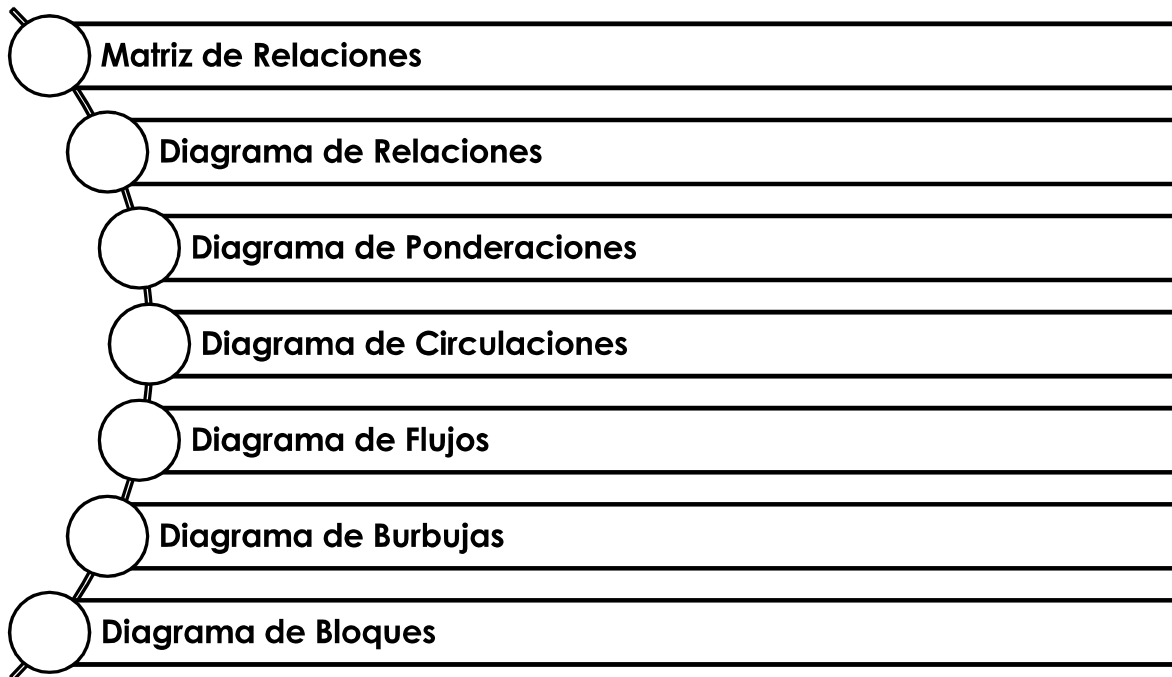 Matriz de Relaciones
Diagrama de Relaciones
Diagrama de Ponderaciones
Diagrama de Circulaciones
Diagrama de Flujos
Diagrama de Burbujas
Diagrama de Bloques